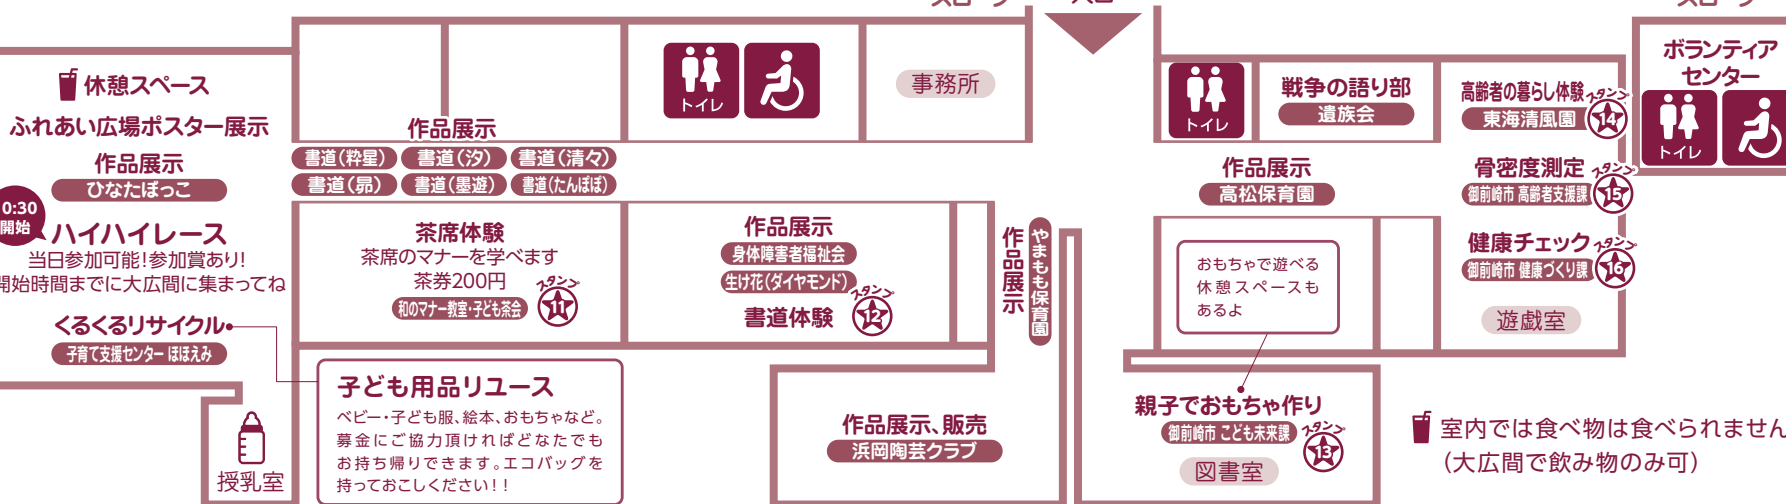 休憩スペース
ふれあい広場ポスター展示
作品展示
ひなたぼっこ
0:30
開始
ハイハイレース
当日参加可能!参加賞あり!
開始時間までに大広間に集まってね
くるくるリサイクル
子育て支援センター ほほえみ
授乳室
子ども用品リユース
ベビー・子ども服、絵本、おもちゃなど。
募金にご協力頂ければどなたでも
お持ち帰りできます。エコバッグを
持っておこしください!!
作品展示
書道(粋星) 書道(汐) 書道(清々)
書道(昴) 書道(墨遊) 書道(たんぽぽ)
茶席体験
茶席のマナーを学べます
茶券200円
和のマナー教室・子ども茶会
スタンプ
11
トイレ
事務所
作品展示
身体障害者福祉会
生け花(ダイヤモンド)
書道体験
スタンプ
12
作品展示
やまもも保育園
作品展示、販売
浜岡陶芸クラブ
トイレ
戦争の語り部
遺族会
作品展示
高松保育園
おもちゃで遊べる
休憩スペースも
あるよ
親子でおもちゃ作り
御前崎市 こども未来課
スタンプ
13
図書室
高齢者の暮らし体験
東海清風園
スタンプ
14
骨密度測定
御前崎市 高齢者支援課
スタンプ
15
健康チェック
御前崎市 健康づくり課
スタンプ
16
遊戯室
ボランティア
センター
トイレ
室内では食べ物は食べられません
(大広間で飲み物のみ可)